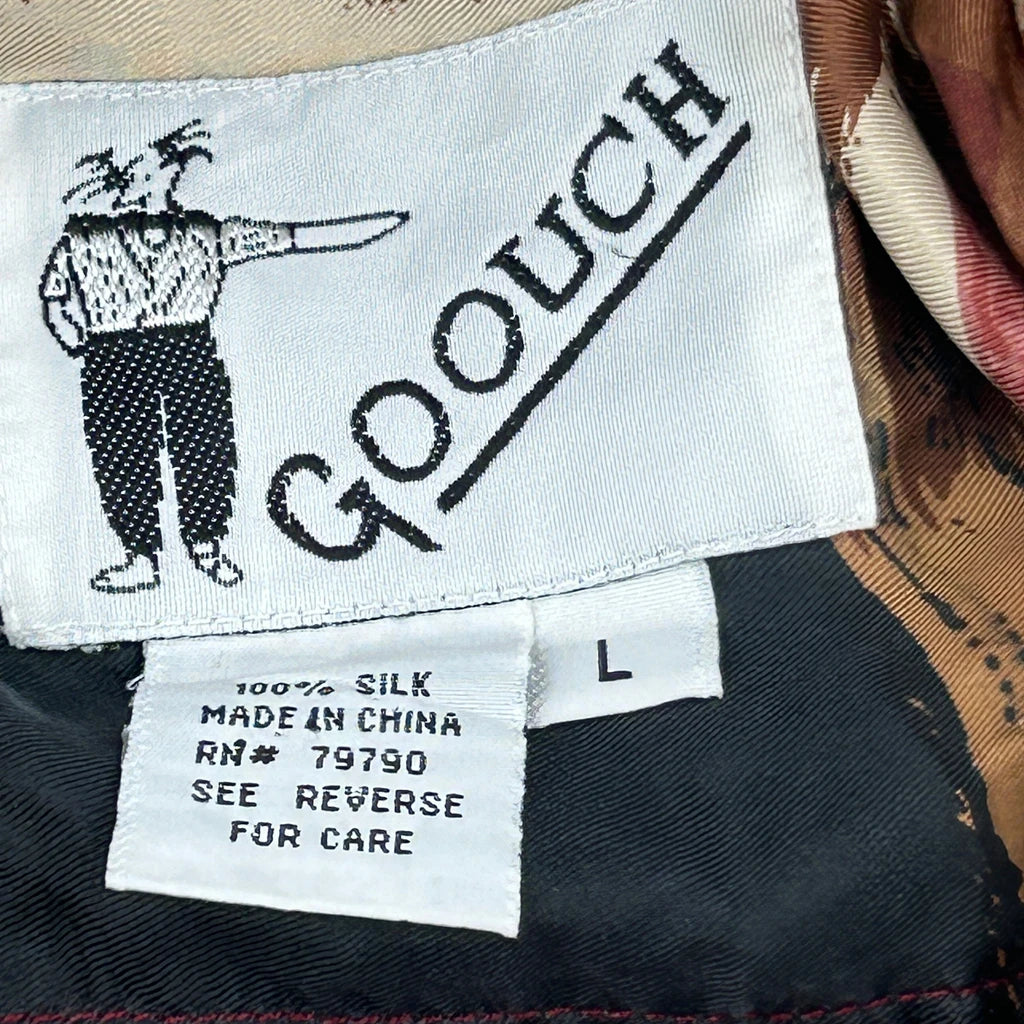 GOOUCH
L
100% SILK
MADE IN CHINA
RN# 79790
SEE REVERSE
FOR CARE